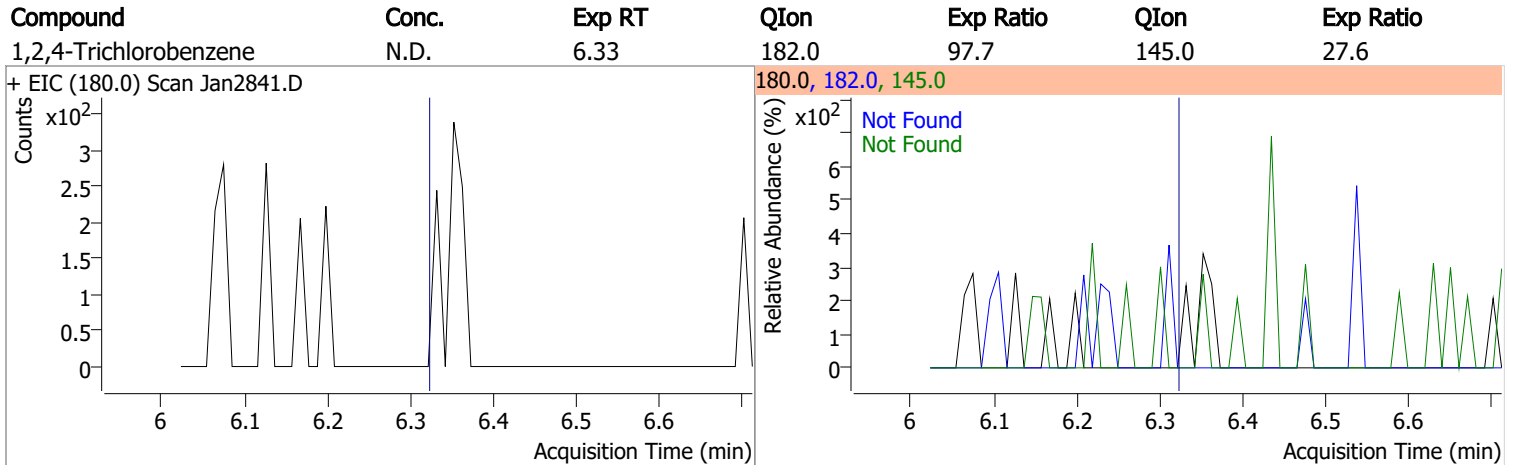 Compound Conc. Exp RT QIon Exp Ratio QIon Exp Ratio
1,2,4-Trichlorobenzene N.D. 6.33 182.0 97.7 145.0 27.6
+ EIC (180.0) Scan Jan2841.D
Counts
x10²
3
2.5
2
1.5
1
0.5
0
6 6.1 6.2 6.3 6.4 6.5 6.6
Acquisition Time (min)
180.0, 182.0, 145.0
Relative Abundance (%)
x10²
Not Found
Not Found
6
5
4
3
2
1
0
6 6.1 6.2 6.3 6.4 6.5 6.6
Acquisition Time (min)